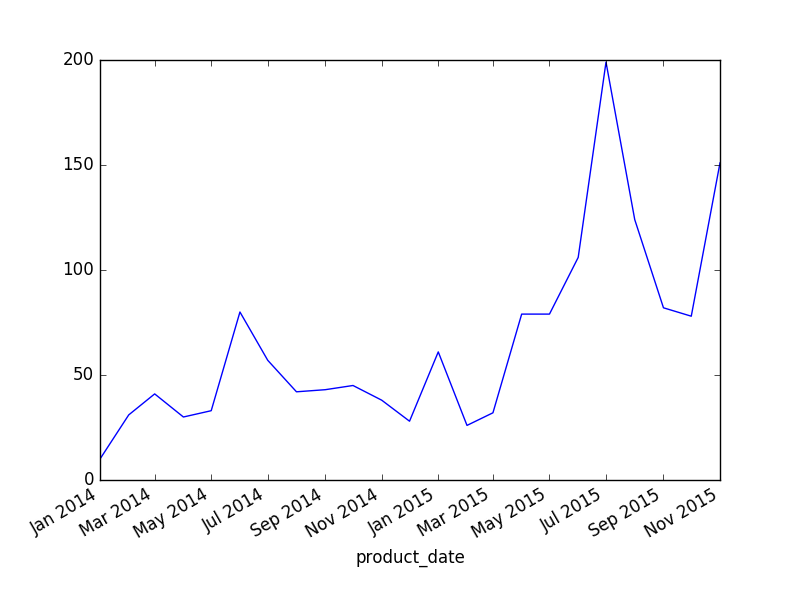 200
150
100
50
0
Jan 2014
Mar 2014
May 2014
Jul 2014
Sep 2014
Nov 2014
Jan 2015
Mar 2015
May 2015
Jul 2015
Sep 2015
Nov 2015
product_date